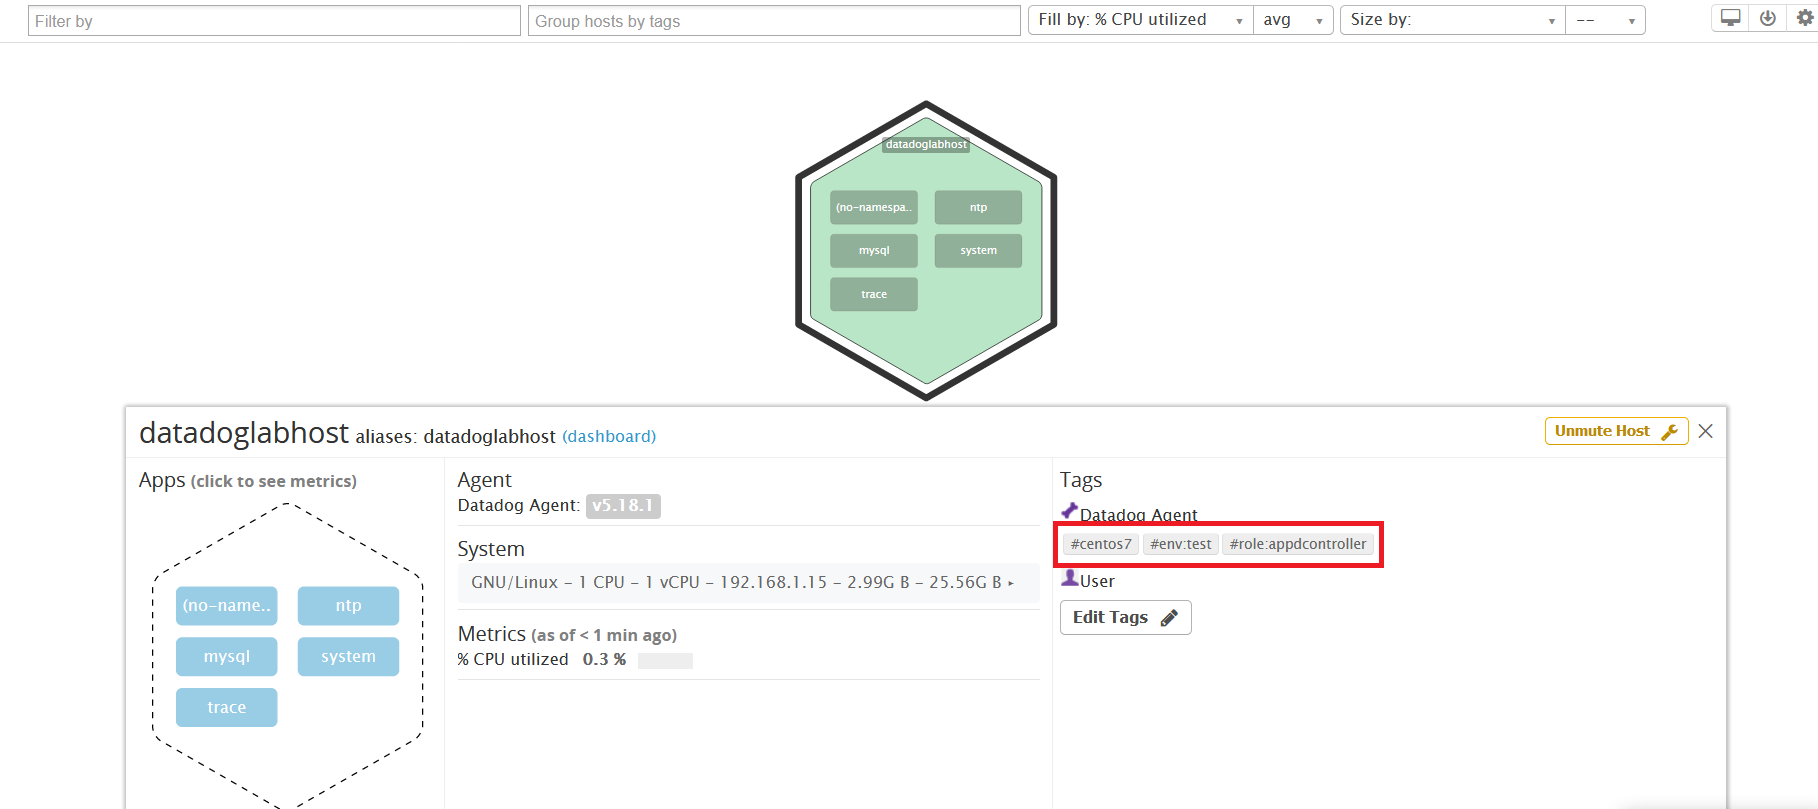 Filter by
Group hosts by tags
Fill by: % CPU utilized
avg
Size by:
--
datadoglabhost
(no-namespa..
ntp
mysql
system
trace
datadoglabhost aliases: datadoglabhost (dashboard)
Unmute Host
Apps (click to see metrics)
(no-name..
ntp
mysql
system
trace
Agent
Datadog Agent: v5.18.1
System
GNU/Linux - 1 CPU - 1 vCPU - 192.168.1.15 - 2.99G B - 25.56G B
Metrics (as of < 1 min ago)
% CPU utilized 0.3 %
Tags
Datadog Agent
#centos7 #env:test #role:appdcontroller
User
Edit Tags